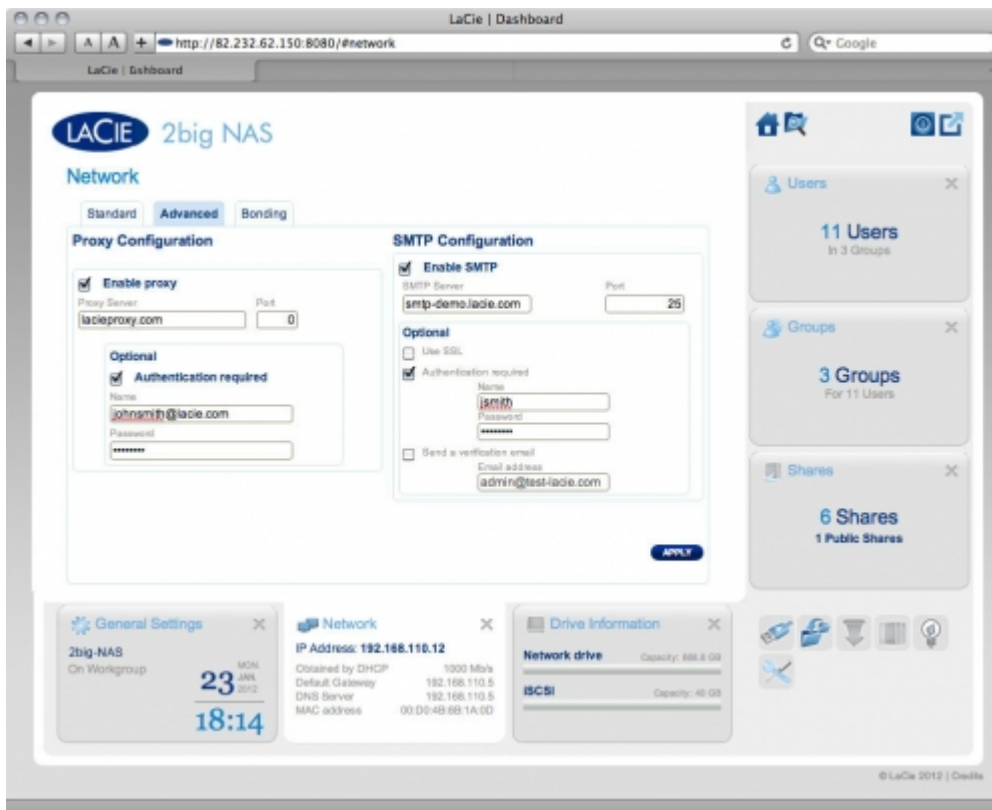 LaCie | Dashboard
A A + http://82.232.62.150:8080/#network
Google
LaCie | Dashboard
LACIE 2big NAS
Network
Standard Advanced Bonding
Proxy Configuration
Enable proxy
Proxy Server Port
lacieproxy.com 0
Optional
Authentication required
Name
johnsmith@lacie.com
Password
••••••••
SMTP Configuration
Enable SMTP
SMTP Server Port
smtp-demo.lacie.com 25
Optional
Use SSL
Authentication required
Name
jsmith
Password
••••••••
Send a verification email
Email address
admin@test-lacie.com
APPLY
Users
11 Users
In 3 Groups
Groups
3 Groups
For 11 Users
Shares
6 Shares
1 Public Shares
General Settings
2big-NAS
On Workgroup
23 MON. JAN. 2012
18:14
Network
IP Address: 192.168.110.12
Obtained by DHCP 1000 Mb/s
Default Gateway 192.168.110.5
DNS Server 192.168.110.5
MAC address 00:D0:4B:8B:1A:0D
Drive Information
Network drive Capacity: 888.8 GB
iSCSI Capacity: 40 GB
© LaCie 2012 | Credits